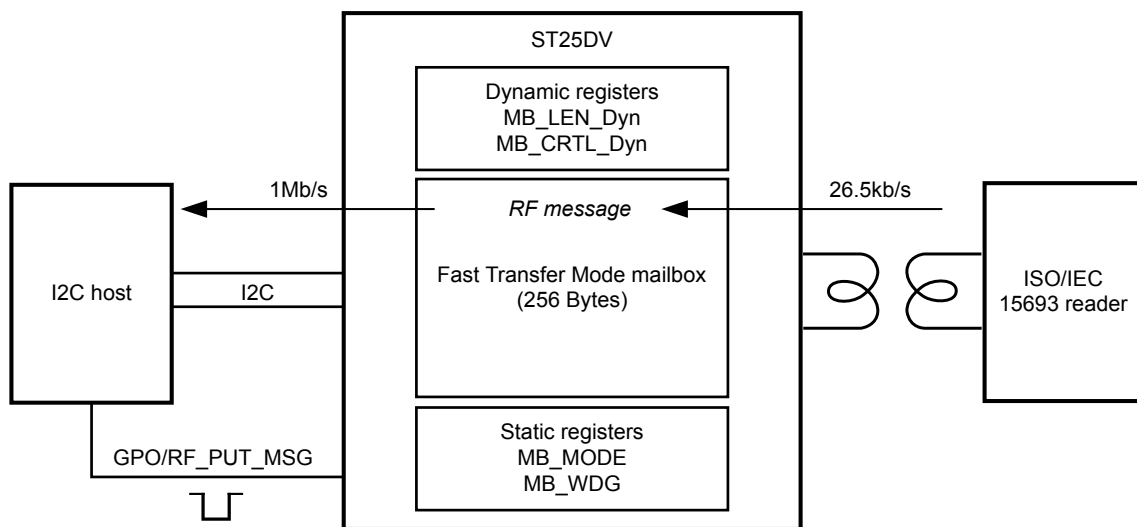 ST25DV
Dynamic registers
MB_LEN_Dyn
MB_CRTL_Dyn
1Mb/s
RF message
26.5kb/s
I2C host
I2C
Fast Transfer Mode mailbox
(256 Bytes)
ISO/IEC
15693 reader
GPO/RF_PUT_MSG
Static registers
MB_MODE
MB_WDG